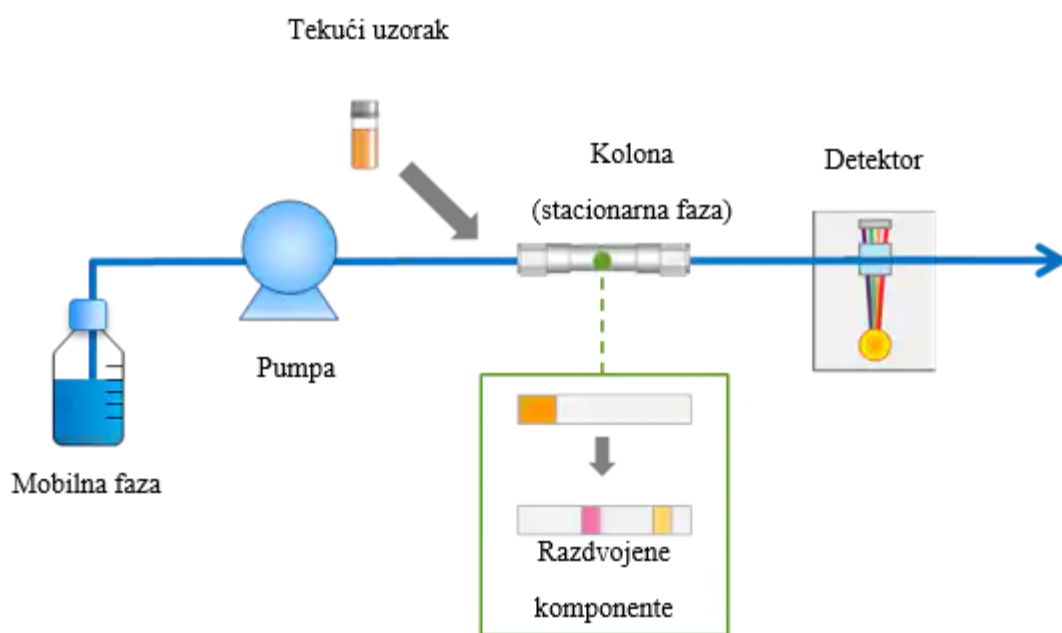 Tekući uzorak
Kolona
(stacionarna faza)
Detektor
Pumpa
Mobilna faza
Razdvojene
komponente